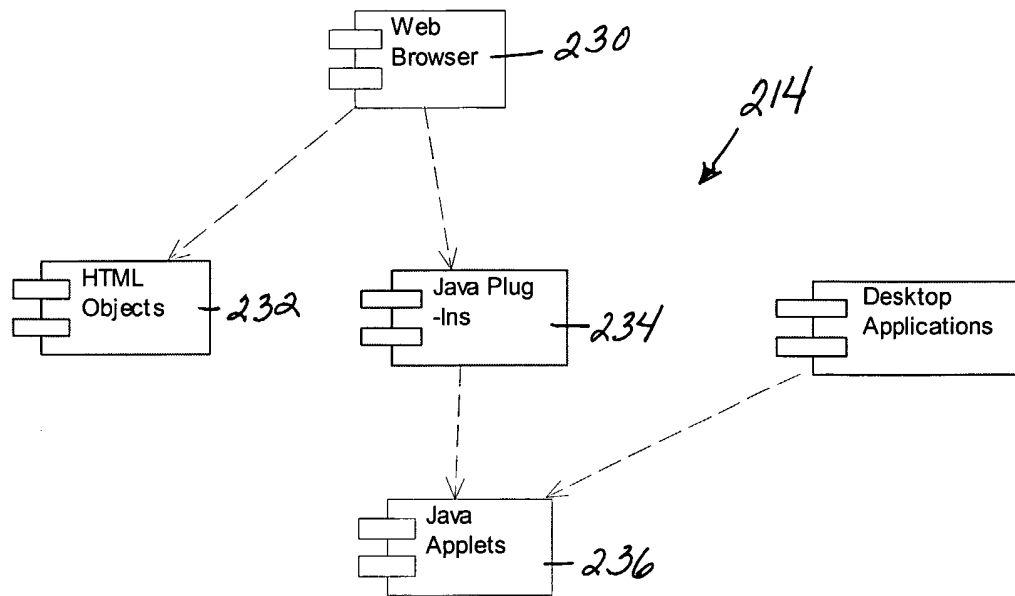 Web
Browser
230
214
HTML
Objects
232
Java Plug
-Ins
234
Desktop
Applications
Java
Applets
236